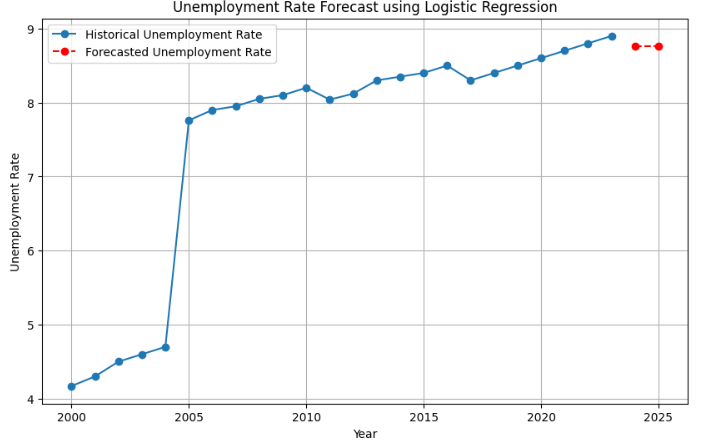 Unemployment Rate Forecast using Logistic Regression
Historical Unemployment Rate
Forecasted Unemployment Rate
9
8
7
6
5
4
Unemployment Rate
2000
2005
2010
2015
2020
2025
Year